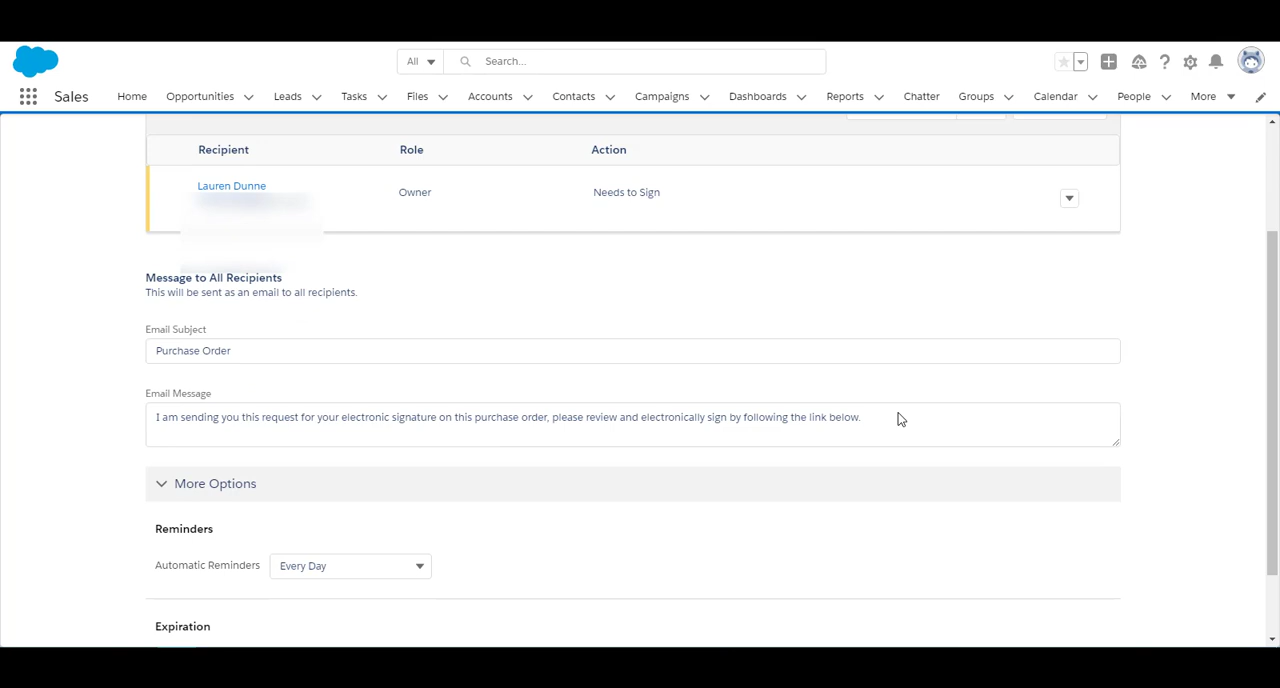 All Search...
Sales Home Opportunities Leads Tasks Files Accounts Contacts Campaigns Dashboards Reports Chatter Groups Calendar People More
Recipient Role Action
Lauren Dunne Owner Needs to Sign
Message to All Recipients
This will be sent as an email to all recipients.
Email Subject
Purchase Order
Email Message
I am sending you this request for your electronic signature on this purchase order, please review and electronically sign by following the link below.
More Options
Reminders
Automatic Reminders Every Day
Expiration